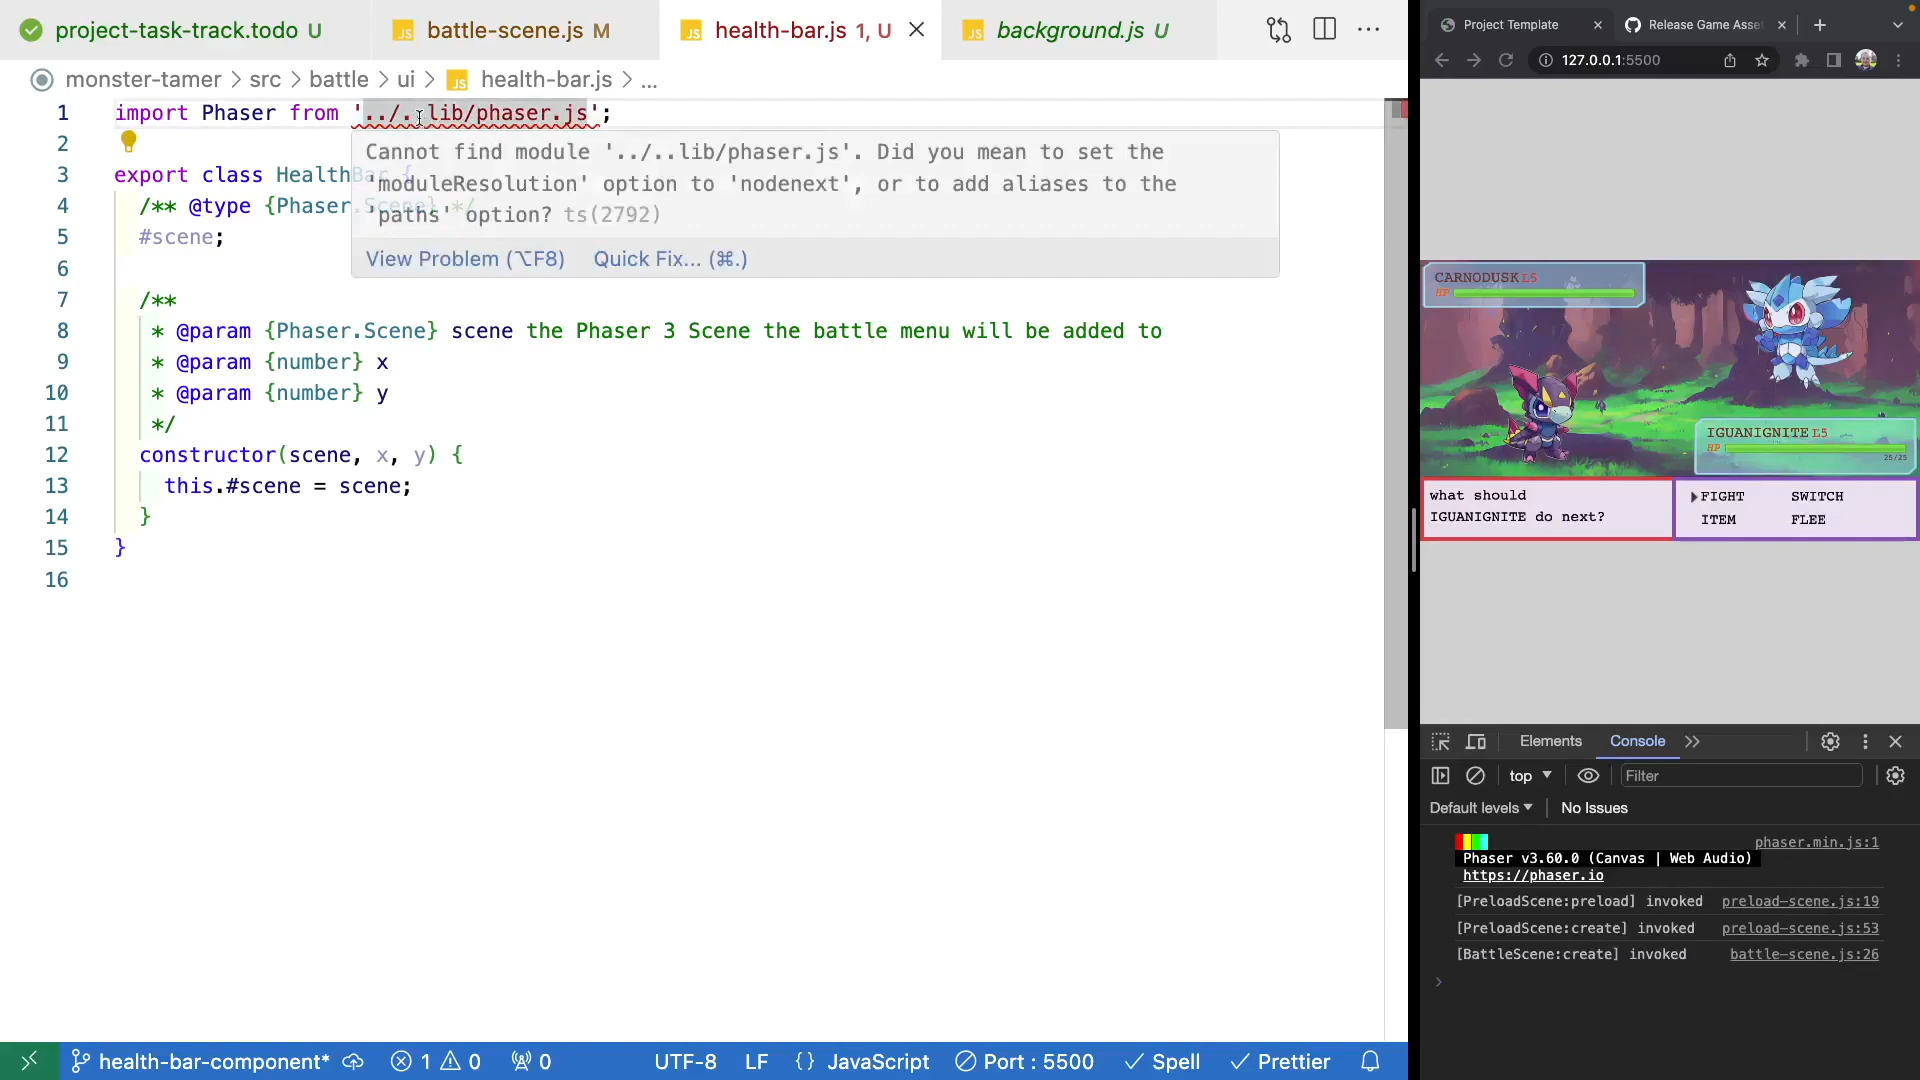 project-task-track.todo U
battle-scene.js M
health-bar.js 1, U
background.js U
monster-tamer > src > battle > ui > JS health-bar.js > ...
1 import Phaser from '../..lib/phaser.js';
2
Cannot find module '../..lib/phaser.js'. Did you mean to set the
'moduleResolution' option to 'nodenext', or to add aliases to the
'paths' option? ts(2792)
View Problem (⌥F8) Quick Fix... (⌘.)
3 export class HealthBar {
4 /** @type {Phaser.Scene} */
5 #scene;
6
7 /**
8 * @param {Phaser.Scene} scene the Phaser 3 Scene the battle menu will be added to
9 * @param {number} x
10 * @param {number} y
11 */
12 constructor(scene, x, y) {
13 this.#scene = scene;
14 }
15 }
16
health-bar-component* 1 0 0 UTF-8 LF {} JavaScript Port : 5500 Spell Prettier
Project Template
Release Game Asse
127.0.0.1:5500
CARNODUSK L5
HP
IGUANIGNITE L5
HP
25/25
what should
IGUANIGNITE do next?
FIGHT SWITCH
ITEM FLEE
Elements Console
top Filter
Default levels No Issues
phaser.min.js:1
Phaser v3.60.0 (Canvas | Web Audio)
https://phaser.io
[PreloadScene:preload] invoked preload-scene.js:19
[PreloadScene:create] invoked preload-scene.js:53
[BattleScene:create] invoked battle-scene.js:26